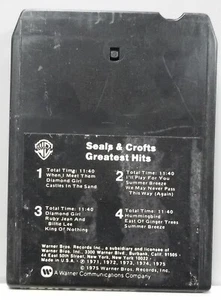 Seals & Crofts
Greatest Hits
1 Total Time: 11:40
When I Meet Them
Diamond Girl
Castles In The Sand
2 Total Time: 11:40
I'll Play For You
Summer Breeze
We May Never Pass
This Way (Again)
3 Total Time: 11:40
Diamond Girl
Ruby Jean And
Billie Lee
King Of Nothing
4 Total Time: 11:40
Hummingbird
East Of Ginger Trees
Summer Breeze
Warner Bros. Records Inc., a subsidiary and licensee of
Warner Bros. Inc., 3300 Warner Blvd., Burbank, Calif. 91505 •
44 East 50th Street, New York, New York 10022 •
Made in U.S.A. © 1971, 1972, 1973, 1974, 1975
© 1975 Warner Bros. Records, Inc.
A Warner Communications Company